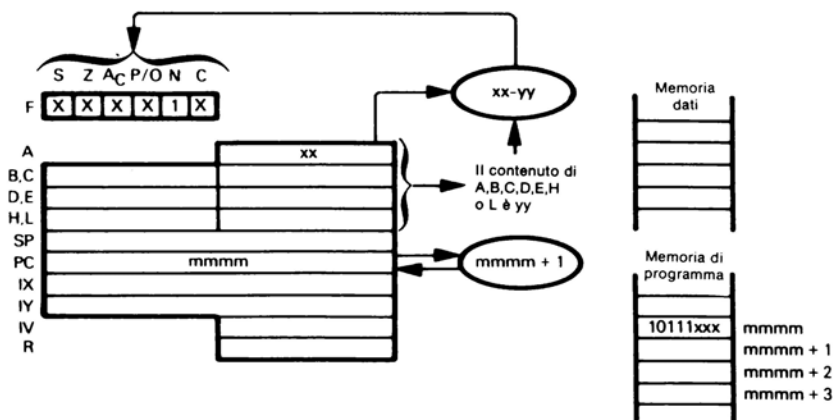 S Z AC P/O N C
F X X X X 1 X
A xx
B,C
D,E
H,L
SP
PC mmmm
IX
IY
IV
R
xx-yy
Il contenuto di
A,B,C,D,E,H
o L è yy
mmmm + 1
Memoria
dati
Memoria di
programma
10111xxx mmmm
mmmm + 1
mmmm + 2
mmmm + 3